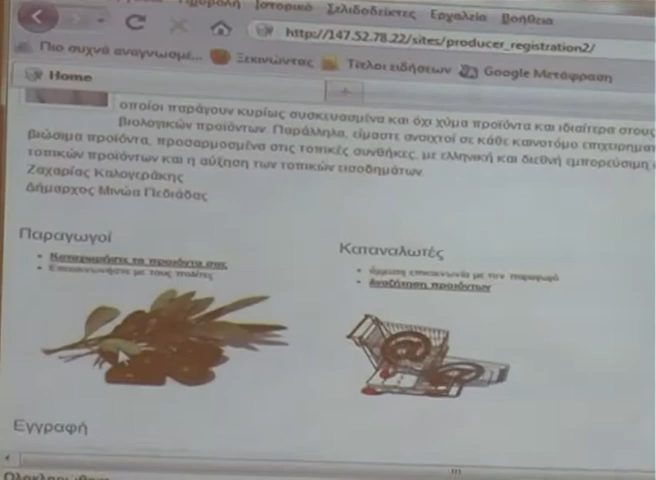 Ιστορικό Σελιδοδείκτες Εργαλεία Βοήθεια
http://147.52.78.22/sites/producer_registration2/
Πιο συχνά αναγνωσμέ... Ξεκινώντας Τίτλοι ειδήσεων Google Μετάφραση
Home
οποίοι παράγουν κυρίως συσκευασμένα και όχι χύμα προϊόντα και ιδιαίτερα στους
βιολογικών προϊόντων. Παράλληλα, είμαστε ανοιχτοί σε κάθε καινοτόμο επιχειρηματ
βιώσιμα προϊόντα, προσαρμοσμένα στις τοπικές συνθήκες, με ελληνική και διεθνή εμπορεύσιμη
τοπικών προϊόντων και η αύξηση των τοπικών εισοδημάτων.
Ζαχαρίας Καλογεράκης
Δήμαρχος Μινώα Πεδιάδας
Παραγωγοί
Καταχωρήστε τα προϊόντα σας
Επικοινωνήστε με τους πελάτες
Καταναλωτές
άμμεση επικοινωνία με τον παραγωγό
Αναζήτηση προϊόντων
Εγγραφή